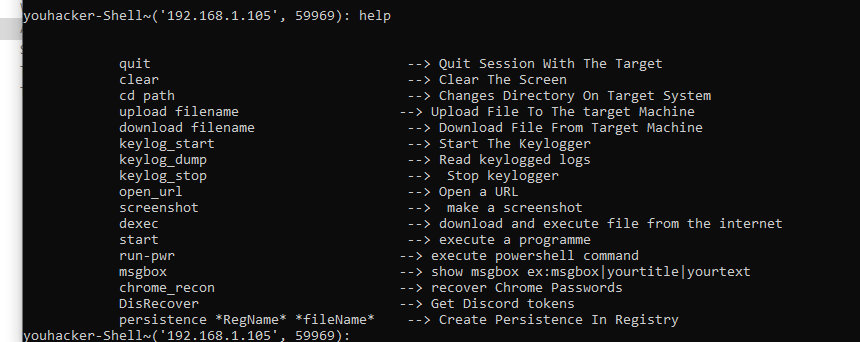 youhacker-Shell~('192.168.1.105', 59969): help
quit --> Quit Session With The Target
clear --> Clear The Screen
cd path --> Changes Directory On Target System
upload filename --> Upload File To The target Machine
download filename --> Download File From Target Machine
keylog_start --> Start The Keylogger
keylog_dump --> Read keylogged logs
keylog_stop --> Stop keylogger
open_url --> Open a URL
screenshot --> make a screenshot
dexec --> download and execute file from the internet
start --> execute a programme
run-pwr --> execute powershell command
msgbox --> show msgbox ex:msgbox|yourtitle|yourtext
chrome_recon --> recover Chrome Passwords
DisRecover --> Get Discord tokens
persistence *RegName* *fileName* --> Create Persistence In Registry
youhacker-Shell~('192.168.1.105', 59969):